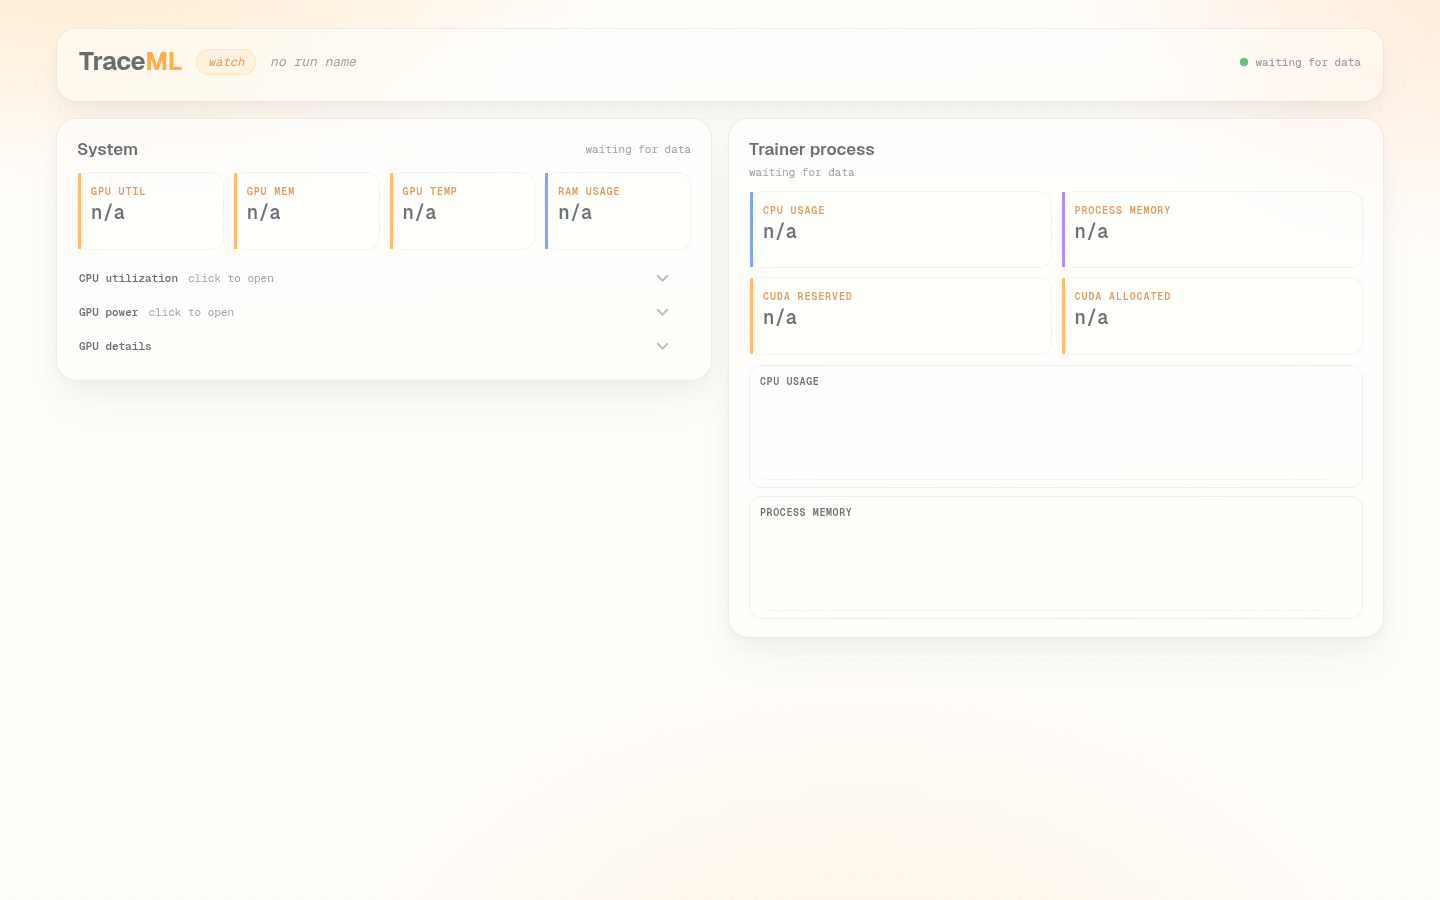 TraceML watch no run name waiting for data
System waiting for data
GPU UTIL GPU MEM GPU TEMP RAM USAGE
n/a n/a n/a n/a
CPU utilization click to open
GPU power click to open
GPU details
Trainer process
waiting for data
CPU USAGE PROCESS MEMORY
n/a n/a
CUDA RESERVED CUDA ALLOCATED
n/a n/a
CPU USAGE
PROCESS MEMORY